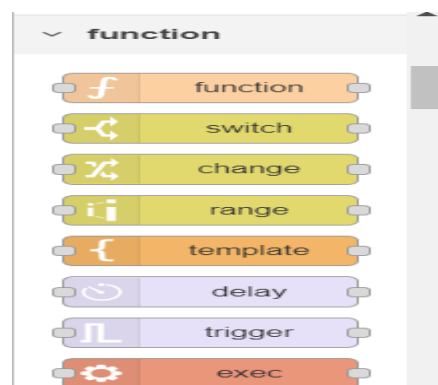 function
function
switch
change
range
template
delay
trigger
exec